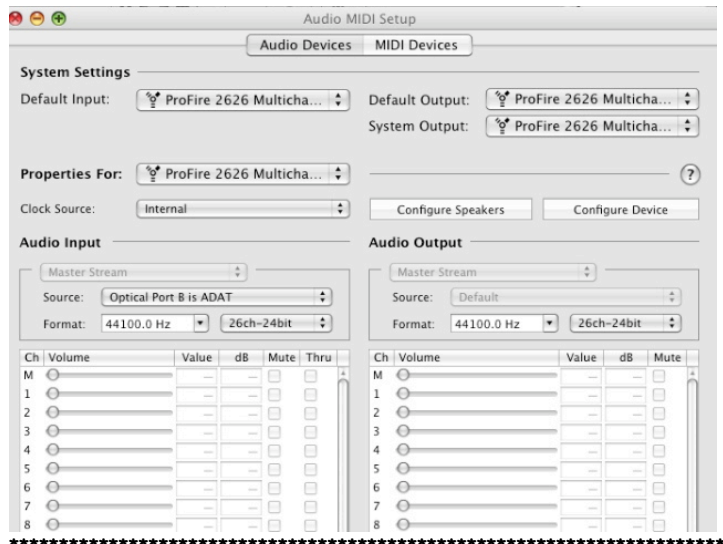 Audio MIDI Setup
Audio Devices MIDI Devices
System Settings
Default Input: ProFire 2626 Multicha... Default Output: ProFire 2626 Multicha...
System Output: ProFire 2626 Multicha...
Properties For: ProFire 2626 Multicha... ?
Clock Source: Internal Configure Speakers Configure Device
Audio Input Audio Output
Master Stream Master Stream
Source: Optical Port B is ADAT Source: Default
Format: 44100.0 Hz 26ch-24bit Format: 44100.0 Hz 26ch-24bit
Ch Volume Value dB Mute Thru Ch Volume Value dB Mute
M — — M — —
1 — — 1 — —
2 — — 2 — —
3 — — 3 — —
4 — — 4 — —
5 — — 5 — —
6 — — 6 — —
7 — — 7 — —
8 — — 8 — —